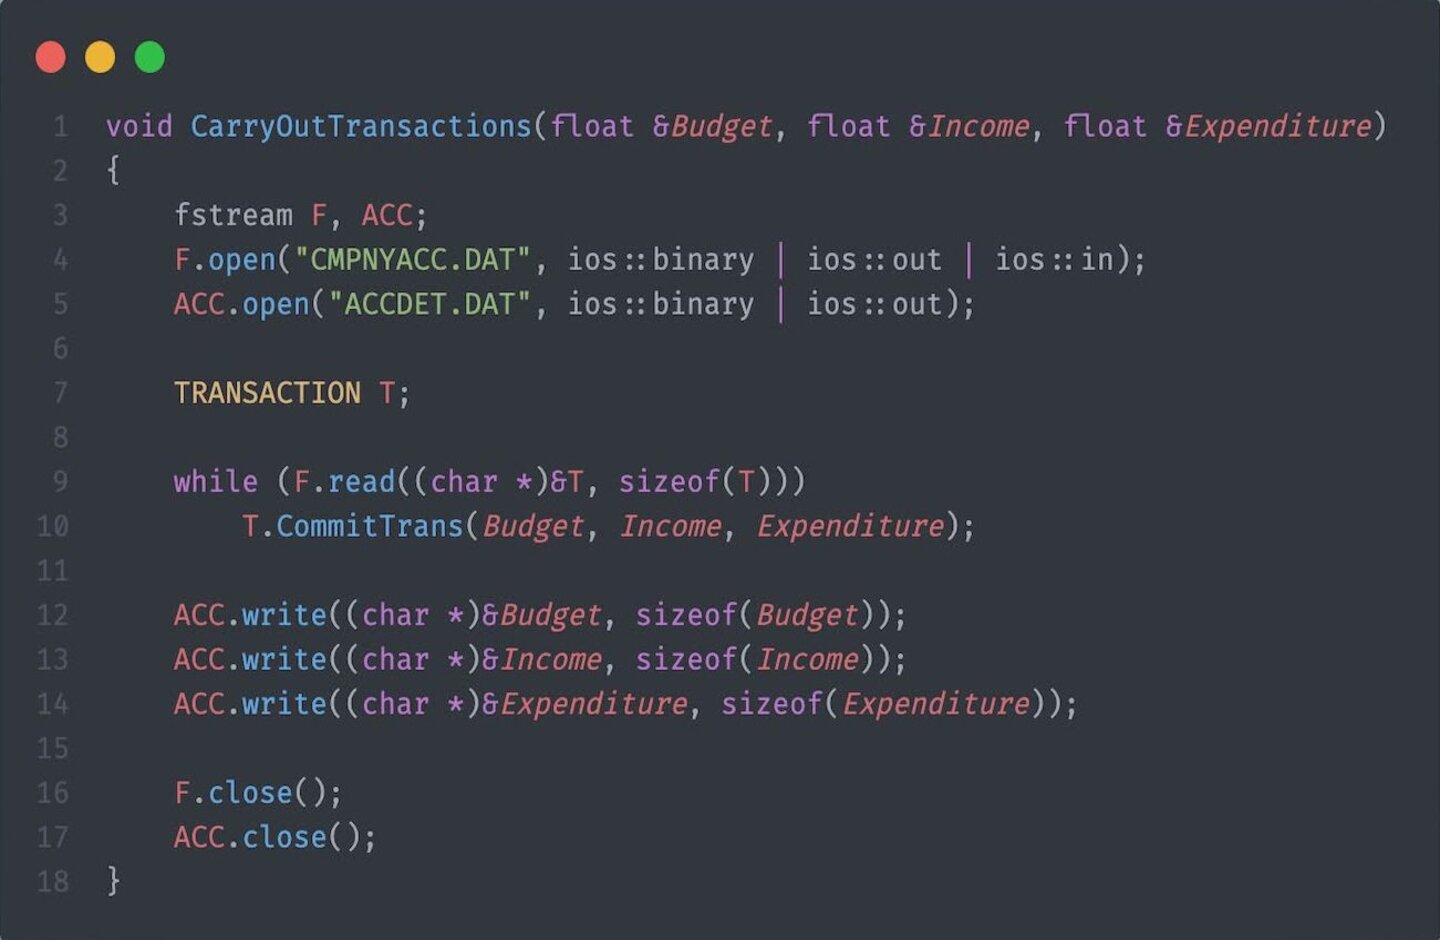 1 void CarryOutTransactions(float &Budget, float &Income, float &Expenditure)
2 {
3     fstream F, ACC;
4     F.open("CMPNYACC.DAT", ios::binary | ios::out | ios::in);
5     ACC.open("ACCDET.DAT", ios::binary | ios::out);
6
7     TRANSACTION T;
8
9     while (F.read((char *)&T, sizeof(T)))
10         T.CommitTrans(Budget, Income, Expenditure);
11
12     ACC.write((char *)&Budget, sizeof(Budget));
13     ACC.write((char *)&Income, sizeof(Income));
14     ACC.write((char *)&Expenditure, sizeof(Expenditure));
15
16     F.close();
17     ACC.close();
18 }